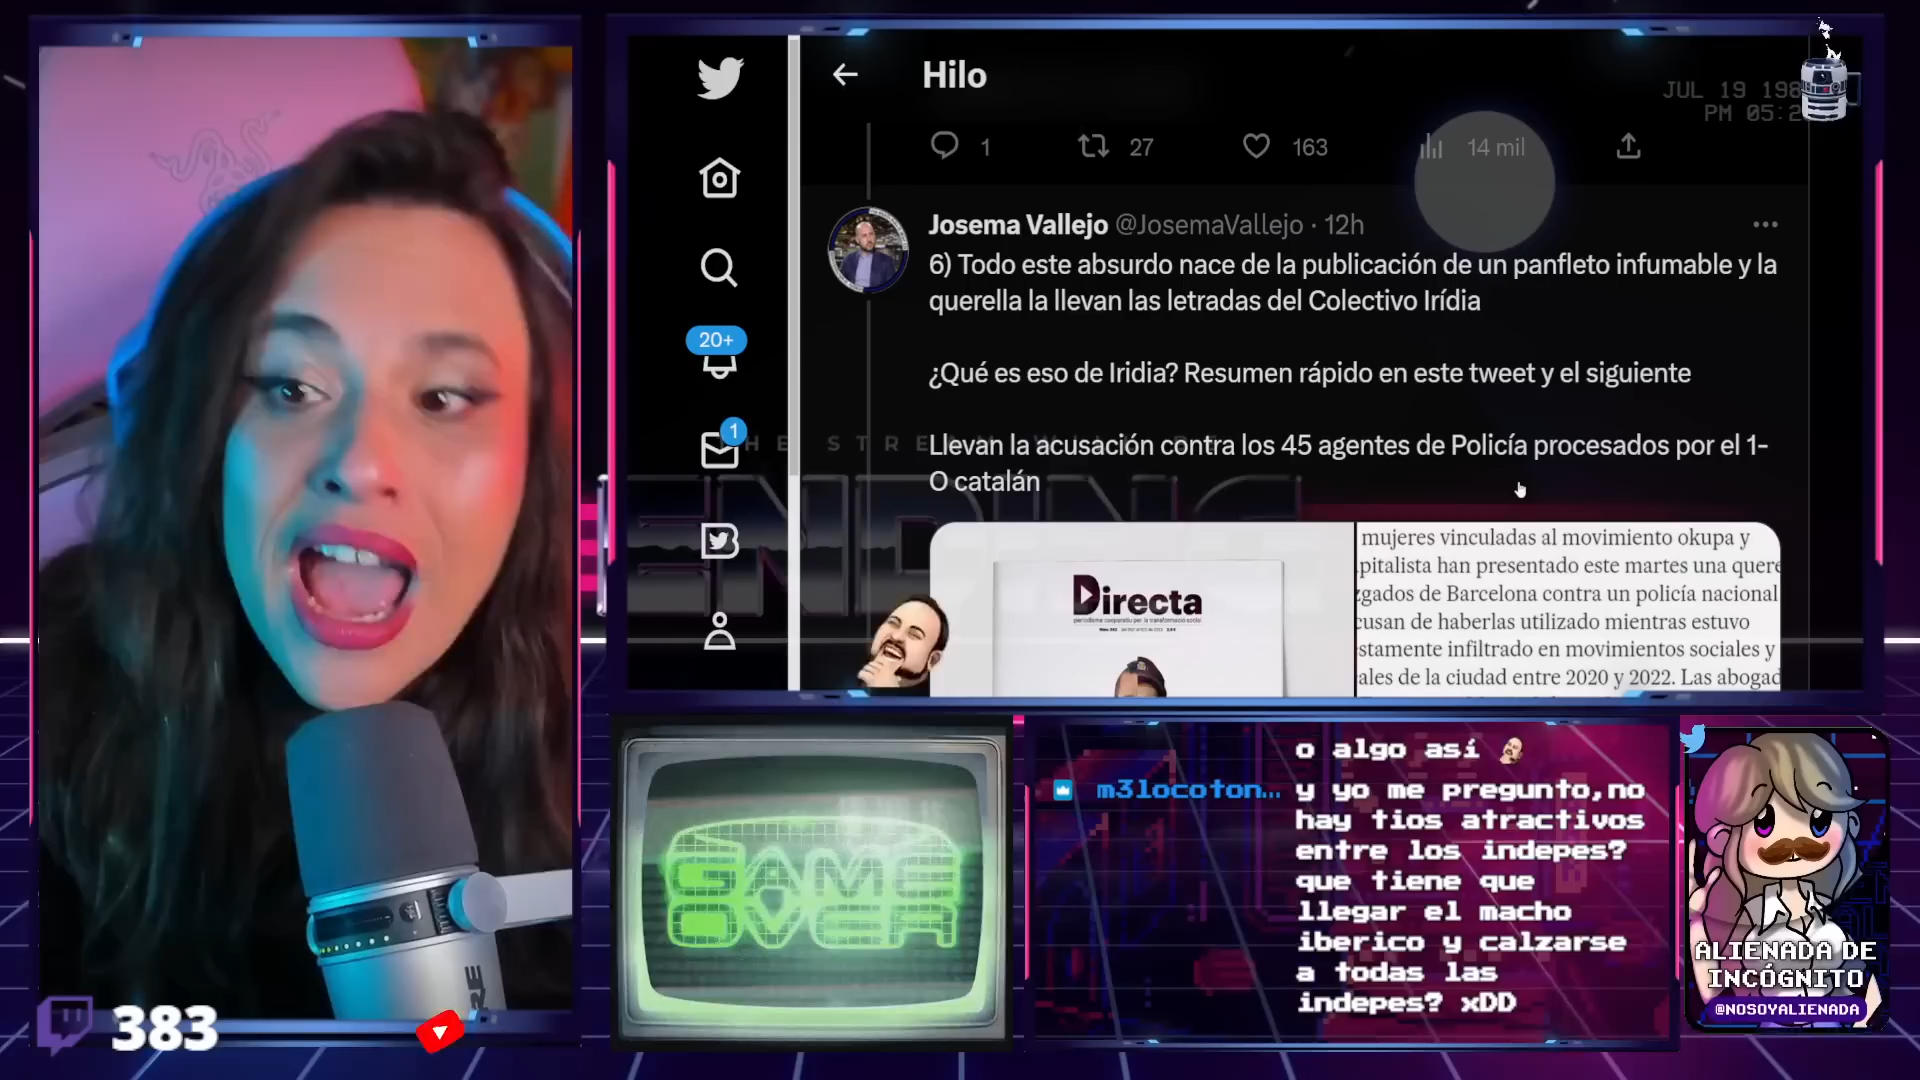 Hilo
JUL 19 198
PM 05:2
1
27
163
14 mil
Josema Vallejo @JosemaVallejo · 12h
6) Todo este absurdo nace de la publicación de un panfleto infumable y la
querella la llevan las letradas del Colectivo Irídia
¿Qué es eso de Iridia? Resumen rápido en este tweet y el siguiente
Llevan la acusación contra los 45 agentes de Policía procesados por el 1-
O catalán
20+
1
Directa
mujeres vinculadas al movimiento okupa y
pitalista han presentado este martes una quere
zgados de Barcelona contra un policía nacional
cusan de haberlas utilizado mientras estuvo
stamente infiltrado en movimientos sociales y
ales de la ciudad entre 2020 y 2022. Las abogad
GAME
OVER
o algo así
m3locoton... y yo me pregunto,no
hay tios atractivos
entre los indepes?
que tiene que
llegar el macho
iberico y calzarse
a todas las
indepes? xDD
ALIENADA DE
INCÓGNITO
@NOSOYALIENADA
383